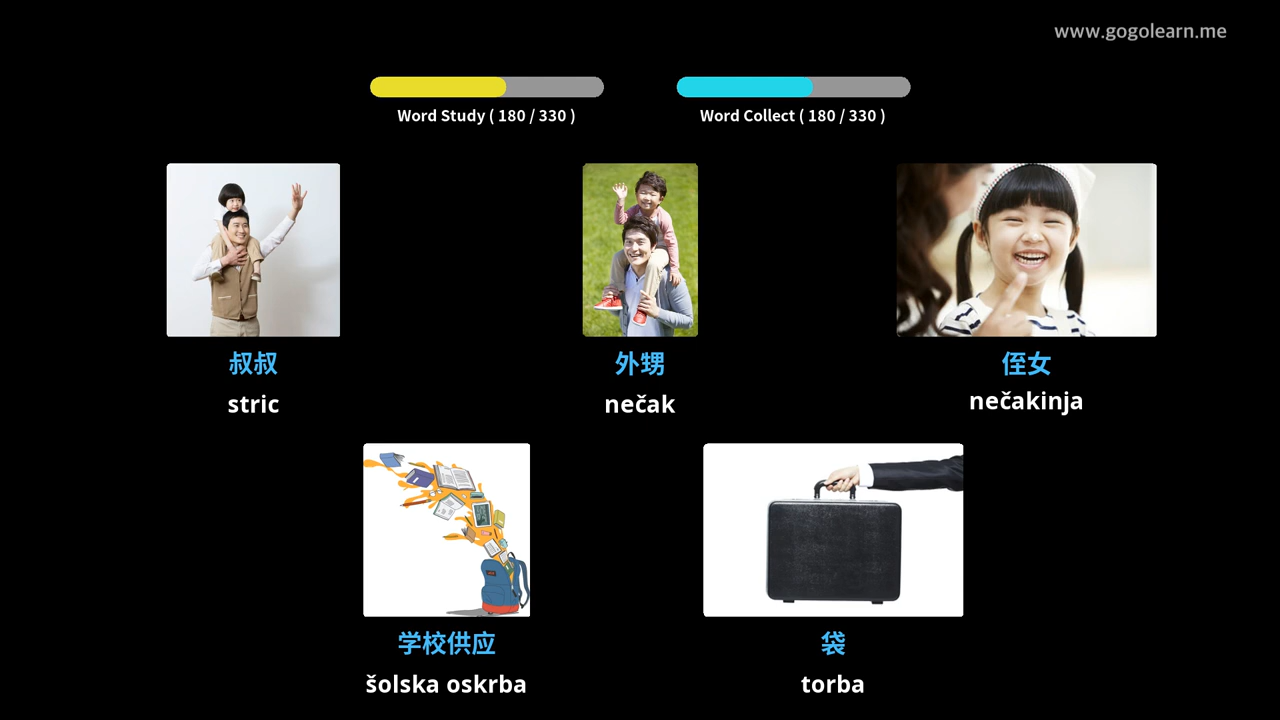 www.gogolearn.me
Word Study ( 180 / 330 )
Word Collect ( 180 / 330 )
叔叔
stric
外甥
nečak
侄女
nečakinja
学校供应
šolska oskrba
袋
torba